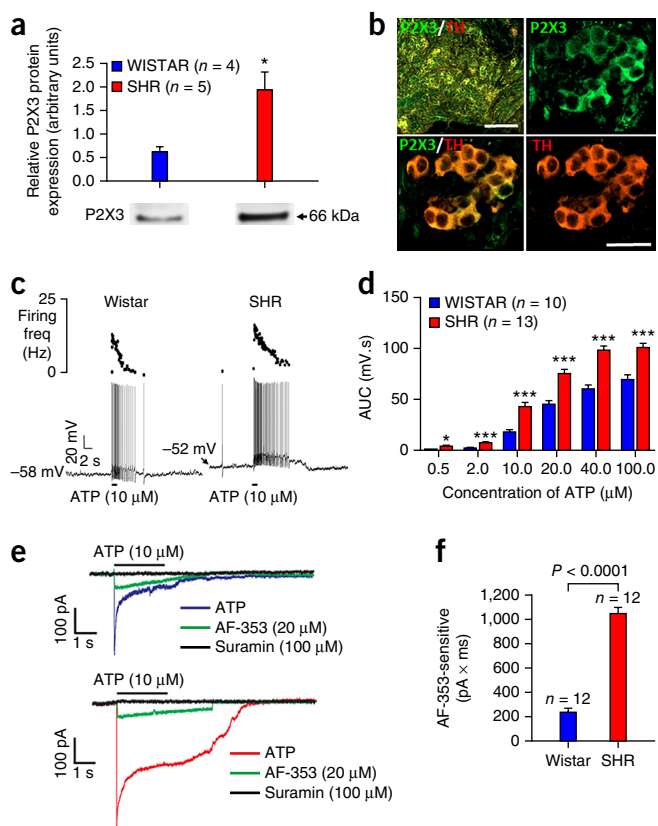 a
Relative P2X3 protein
expression (arbitrary units)
2.5
2.0
1.5
1.0
0.5
0.0
WISTAR (n = 4)
SHR (n = 5)
*
P2X3
66 kDa
b
P2X3/TH
P2X3
P2X3/TH
TH
c
25
Firing
freq
(Hz)
0
Wistar
SHR
20 mV
2 s
–58 mV
–52 mV
ATP (10 μM)
ATP (10 μM)
d
AUC (mV.s)
150
100
50
0
WISTAR (n = 10)
SHR (n = 13)
*
***
***
***
***
***
0.5
2.0
10.0
20.0
40.0
100.0
Concentration of ATP (μM)
e
ATP (10 μM)
100 pA
1 s
ATP
AF-353 (20 μM)
Suramin (100 μM)
ATP (10 μM)
100 pA
1 s
ATP
AF-353 (20 μM)
Suramin (100 μM)
f
P < 0.0001
AF-353-sensitive
(pA × ms)
1,200
1,000
800
600
400
200
0
n = 12
n = 12
Wistar
SHR